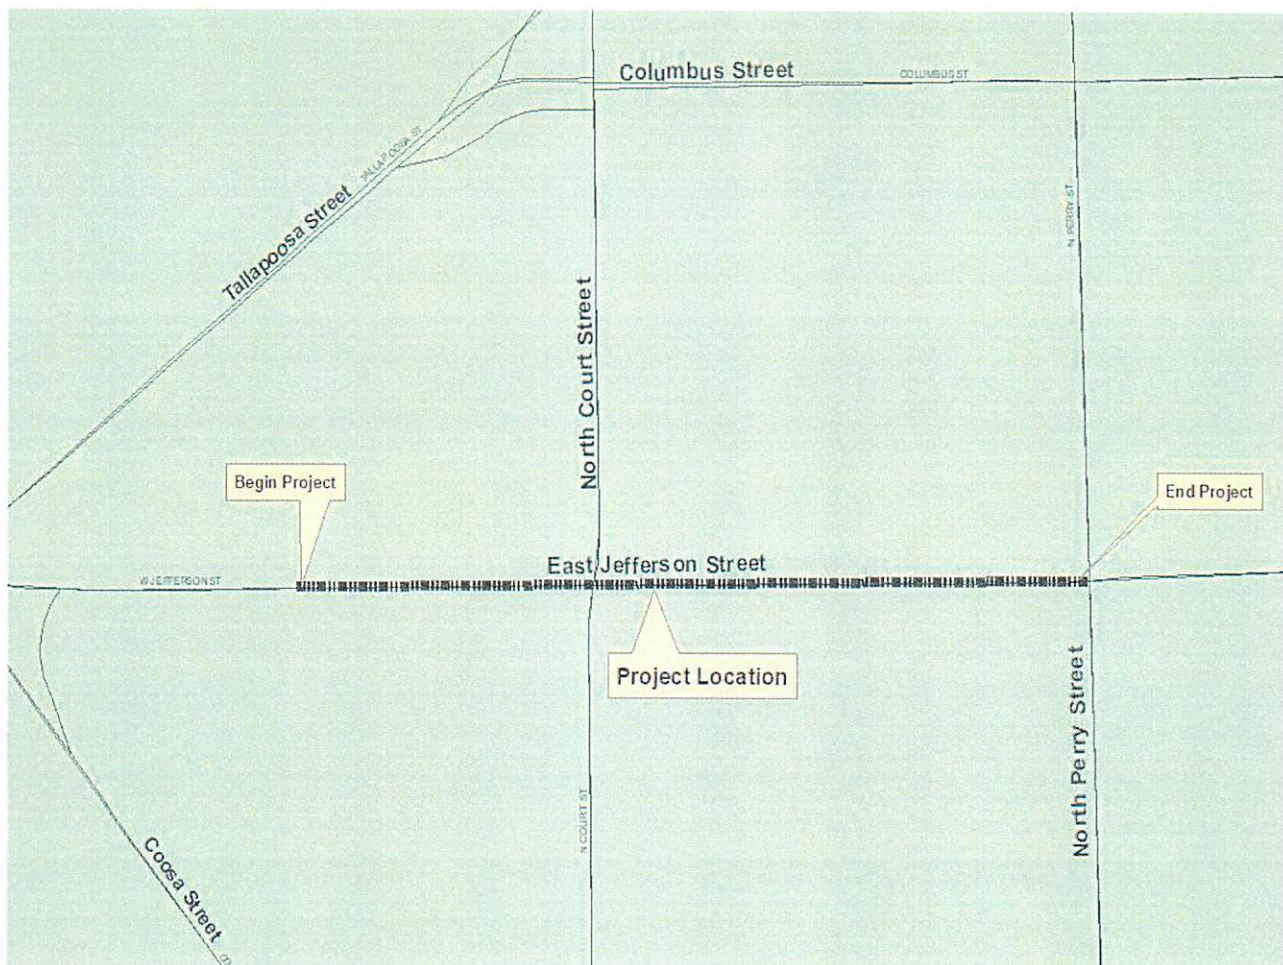 Columbus Street
COLUMBUS ST
TALLAPOOSA ST
Tallapoosa Street
N PERRY ST
North Court Street
Begin Project
End Project
East Jefferson Street
W JEFFERSON ST
Project Location
North Perry Street
N COURT ST
Coosa Street
CO